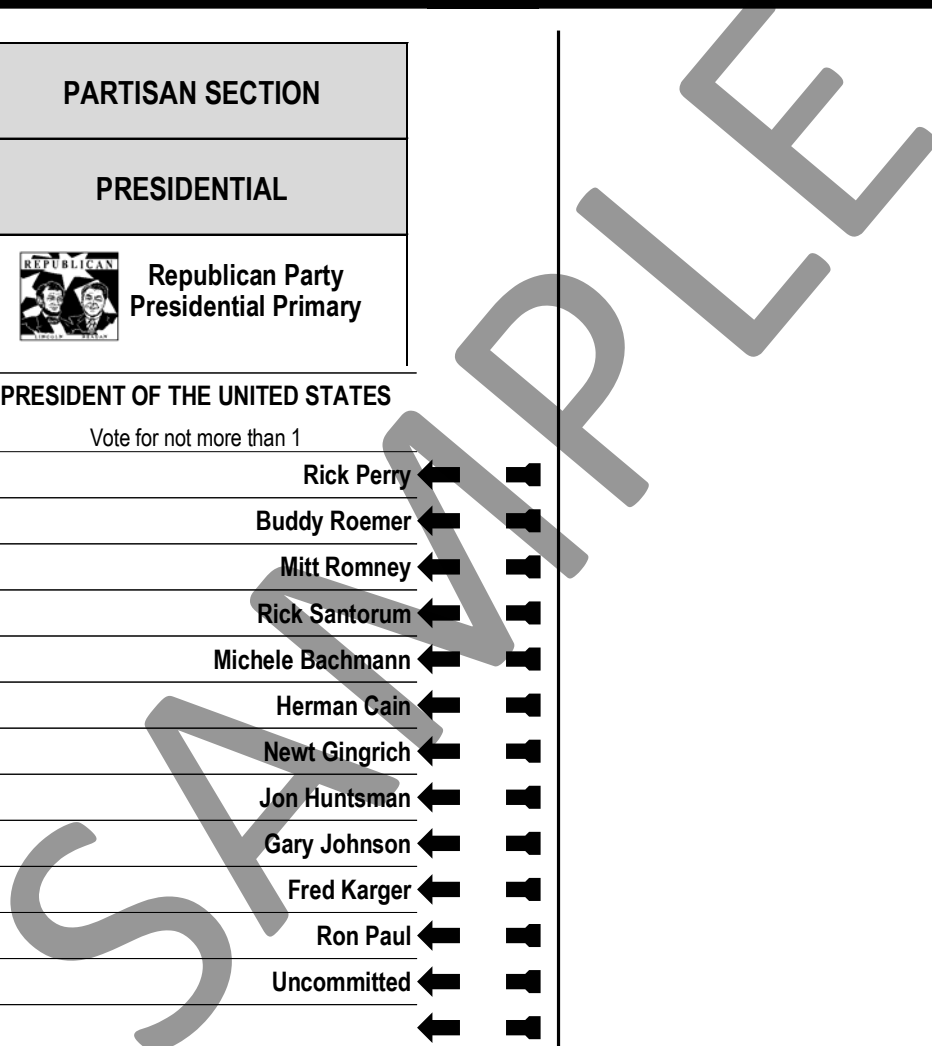 PARTISAN SECTION
PRESIDENTIAL
REPUBLICAN
LINCOLN REAGAN
Republican Party
Presidential Primary
PRESIDENT OF THE UNITED STATES
Vote for not more than 1
Rick Perry
Buddy Roemer
Mitt Romney
Rick Santorum
Michele Bachmann
Herman Cain
Newt Gingrich
Jon Huntsman
Gary Johnson
Fred Karger
Ron Paul
Uncommitted
SAMPLE